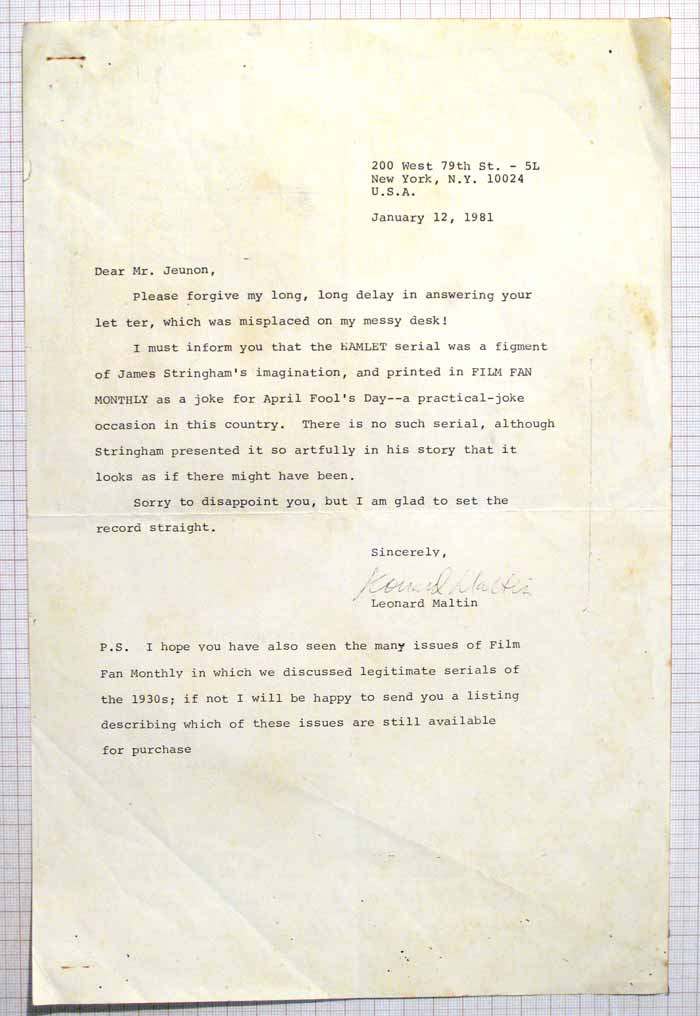 200 West 79th St. - 5L
New York, N.Y. 10024
U.S.A.
January 12, 1981
Dear Mr. Jeunon,
Please forgive my long, long delay in answering your
let ter, which was misplaced on my messy desk!
I must inform you that the HAMLET serial was a figment
of James Stringham's imagination, and printed in FILM FAN
MONTHLY as a joke for April Fool's Day--a practical-joke
occasion in this country.  There is no such serial, although
Stringham presented it so artfully in his story that it
looks as if there might have been.
Sorry to disappoint you, but I am glad to set the
record straight.
Sincerely,
Leonard Maltin
Leonard Maltin
P.S.  I hope you have also seen the many issues of Film
Fan Monthly in which we discussed legitimate serials of
the 1930s; if not I will be happy to send you a listing
describing which of these issues are still available
for purchase